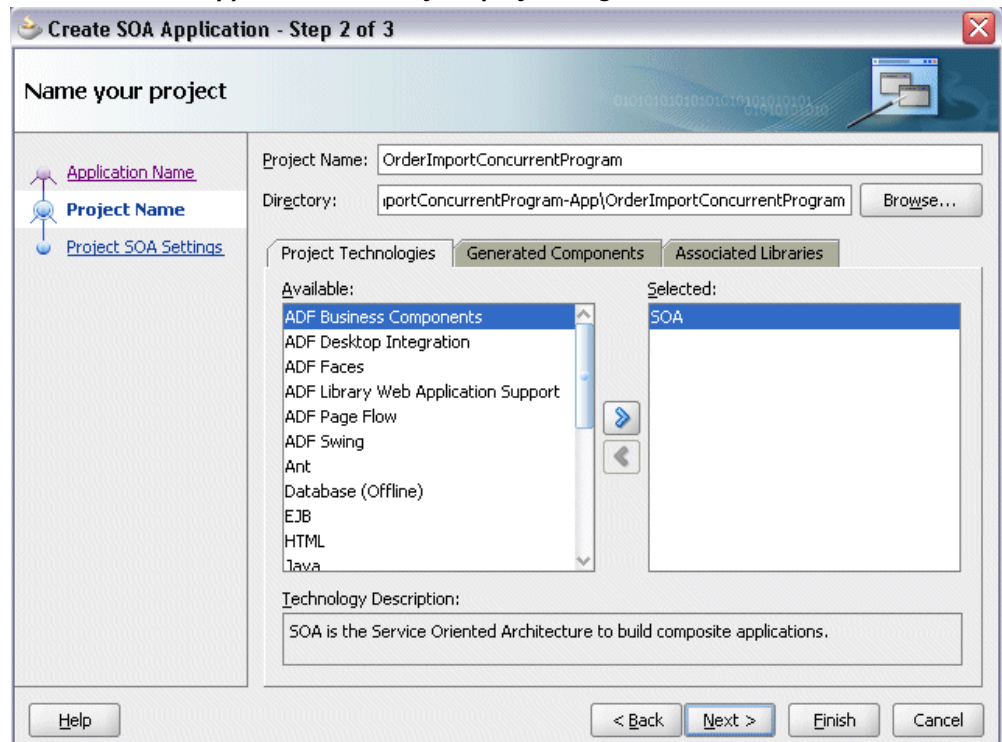 Create SOA Application - Step 2 of 3
Name your project
Application Name
Project Name
Project SOA Settings
Project Name: OrderImportConcurrentProgram
Directory: portConcurrentProgram-App\OrderImportConcurrentProgram Browse...
Project Technologies Generated Components Associated Libraries
Available: Selected:
ADF Business Components SOA
ADF Desktop Integration
ADF Faces
ADF Library Web Application Support
ADF Page Flow
ADF Swing
Ant
Database (Offline)
EJB
HTML
Java
Technology Description:
SOA is the Service Oriented Architecture to build composite applications.
Help < Back Next > Finish Cancel